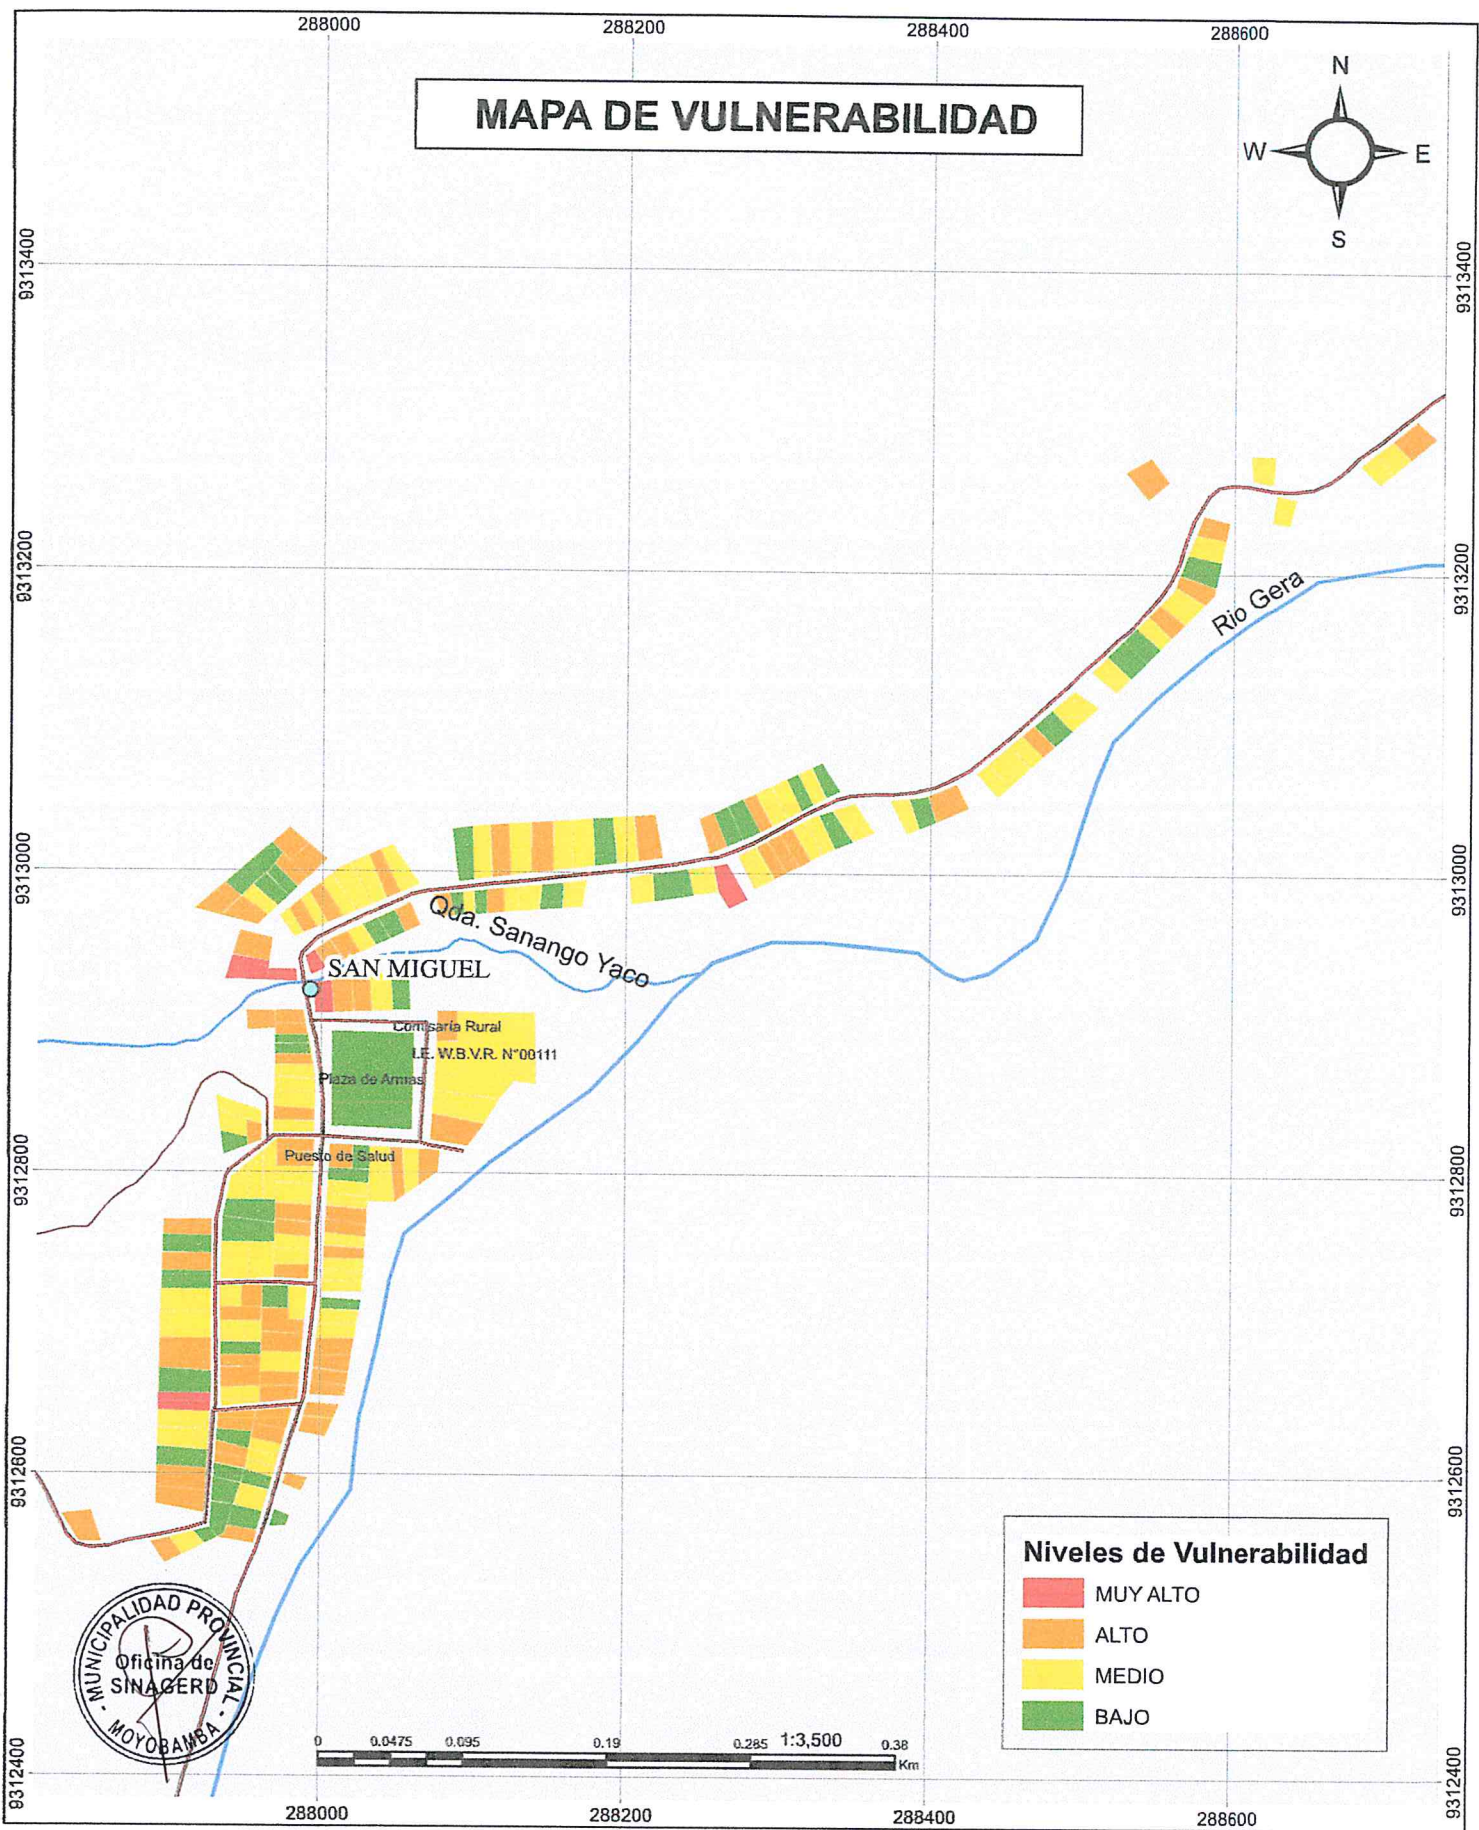 288000 288200 288400 288600
MAPA DE VULNERABILIDAD
N
W E
S
9313400 9313400
9313200 9313200
Rio Gera
9313000 9313000
Qda. Sanango Yaco
SAN MIGUEL
Comisaría Rural
I.E. W.B.V.R. N°00111
Plaza de Armas
9312800 9312800
Puesto de Salud
9312600 9312600
Niveles de Vulnerabilidad
MUY ALTO
ALTO
MEDIO
BAJO
MUNICIPALIDAD PROVINCIAL
Oficina de
SINAGERD
- MOYOBAMBA -
0 0.0475 0.095 0.19 0.285 1:3,500 0.38
Km
9312400 9312400
288000 288200 288400 288600